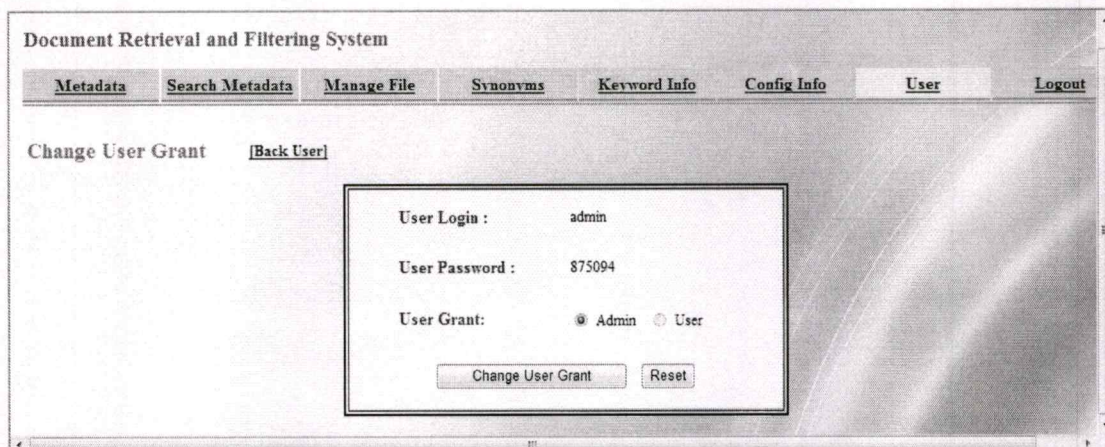 Document Retrieval and Filtering System
Metadata Search Metadata Manage File Synonyms Keyword Info Config Info User Logout
Change User Grant [Back User]
User Login : admin
User Password : 875094
User Grant: Admin User
Change User Grant Reset